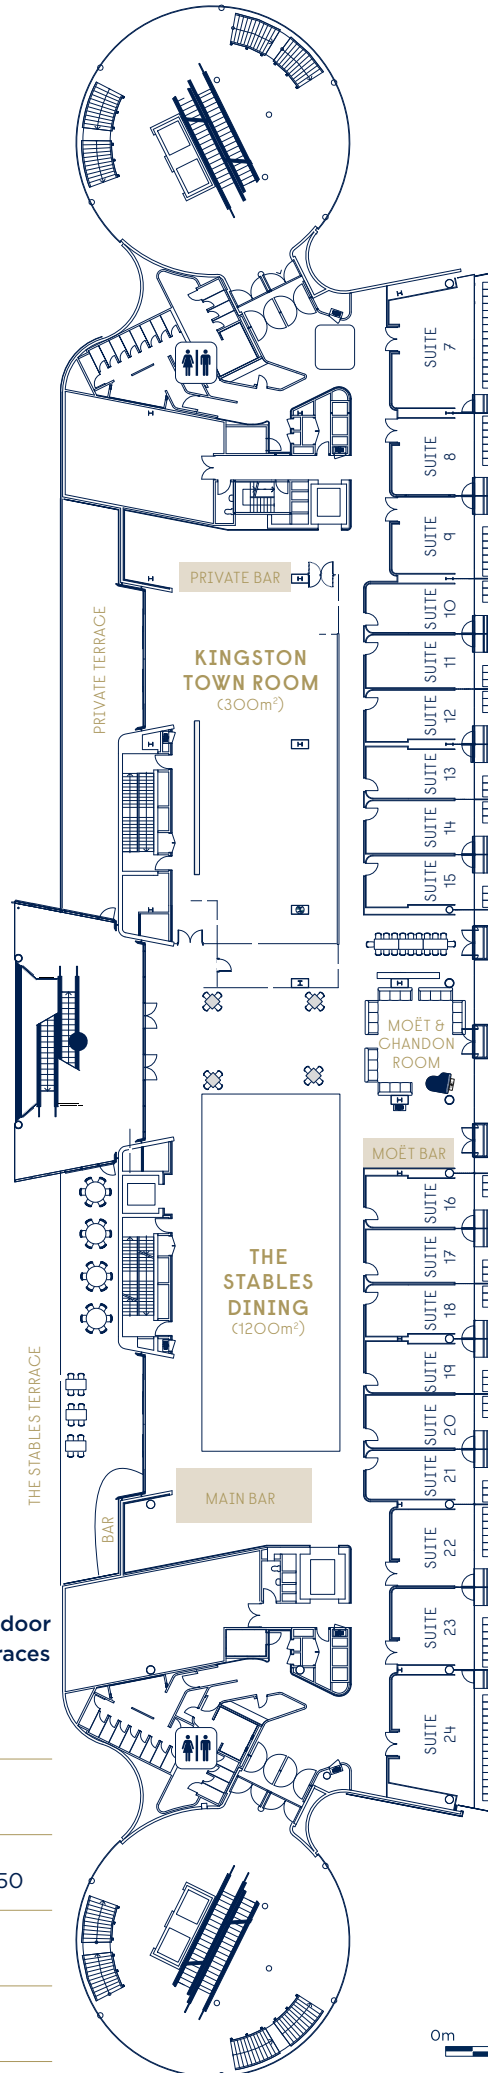 SUITE
7
SUITE
8
SUITE
9
PRIVATE BAR
SUITE
10
PRIVATE TERRACE
KINGSTON
TOWN ROOM
(300m²)
SUITE
11
SUITE
12
SUITE
13
SUITE
14
SUITE
15
MOËT &
CHANDON
ROOM
MOËT BAR
SUITE
16
SUITE
17
THE
STABLES
DINING
(1200m²)
SUITE
18
SUITE
19
THE STABLES TERRACE
SUITE
20
SUITE
21
MAIN BAR
BAR
SUITE
22
SUITE
23
door
races
SUITE
24
50
0m